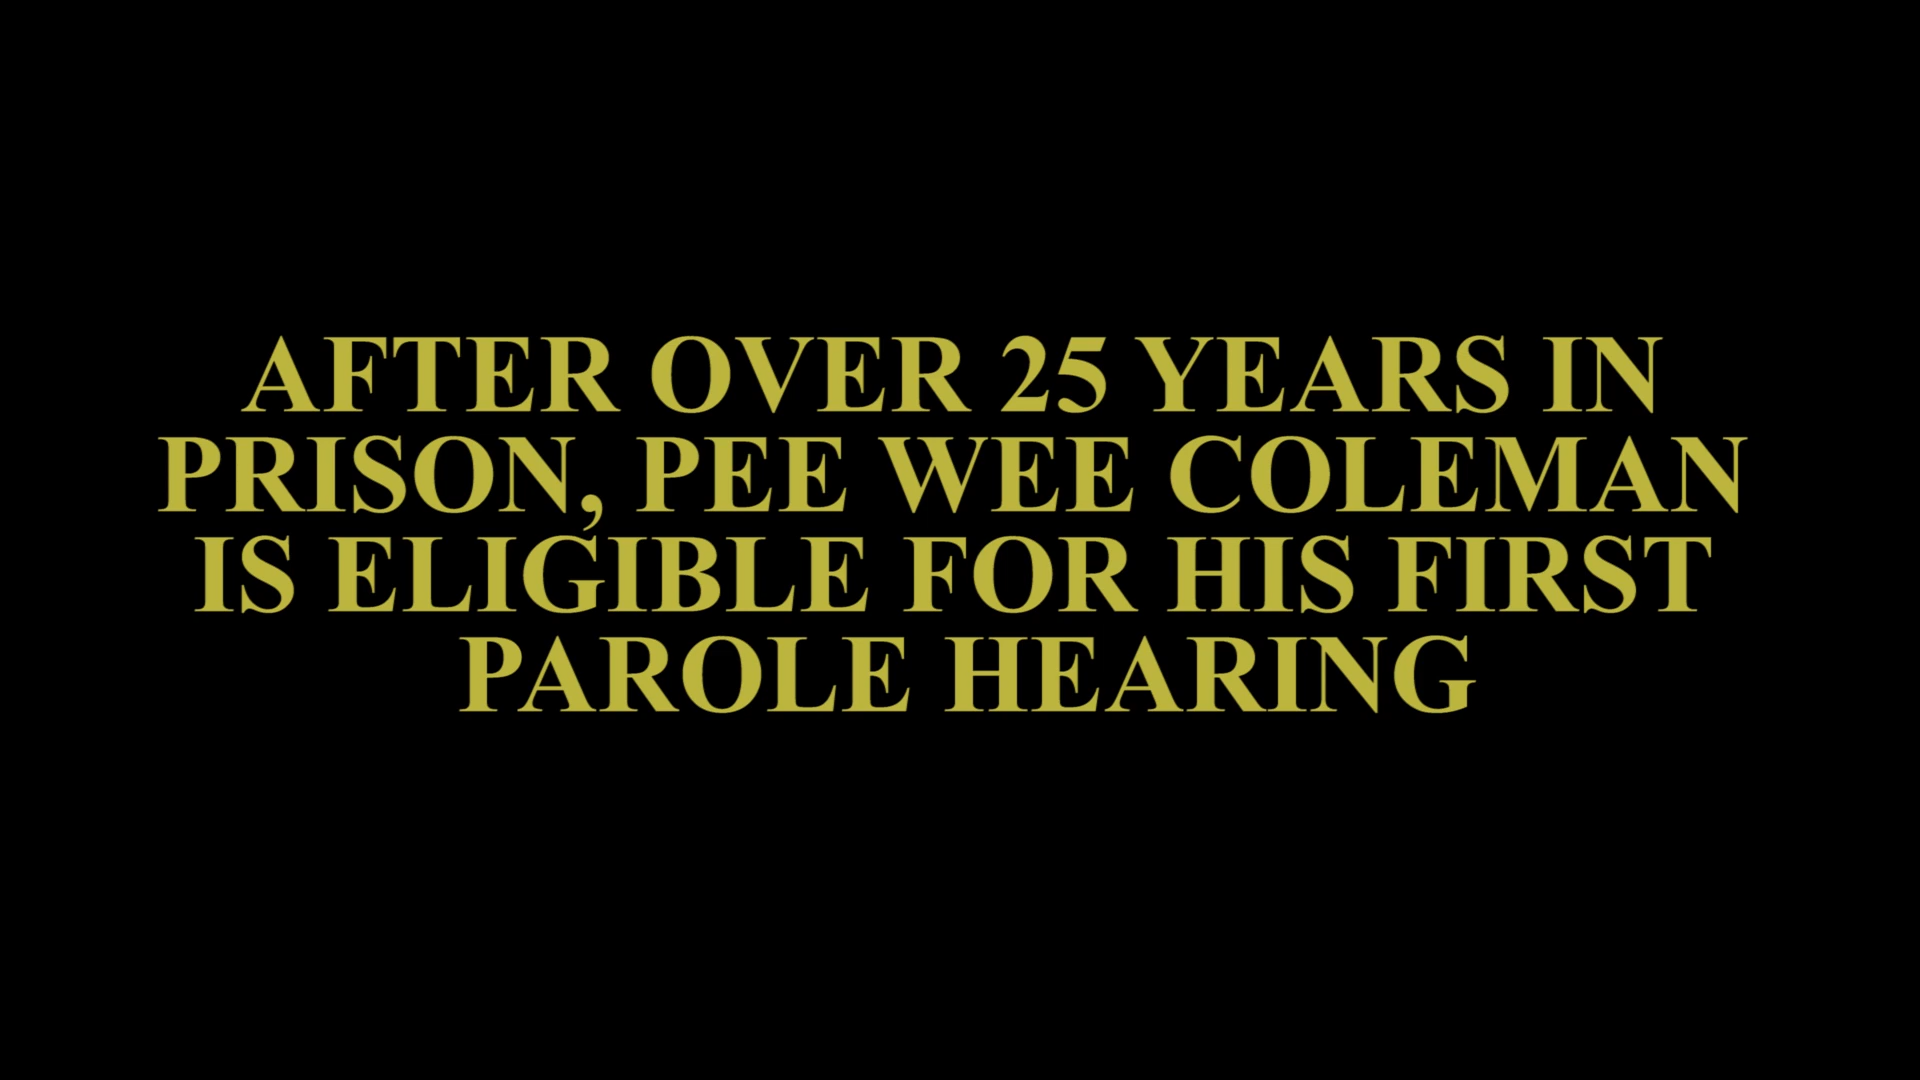 AFTER OVER 25 YEARS IN
PRISON, PEE WEE COLEMAN
IS ELIGIBLE FOR HIS FIRST
PAROLE HEARING